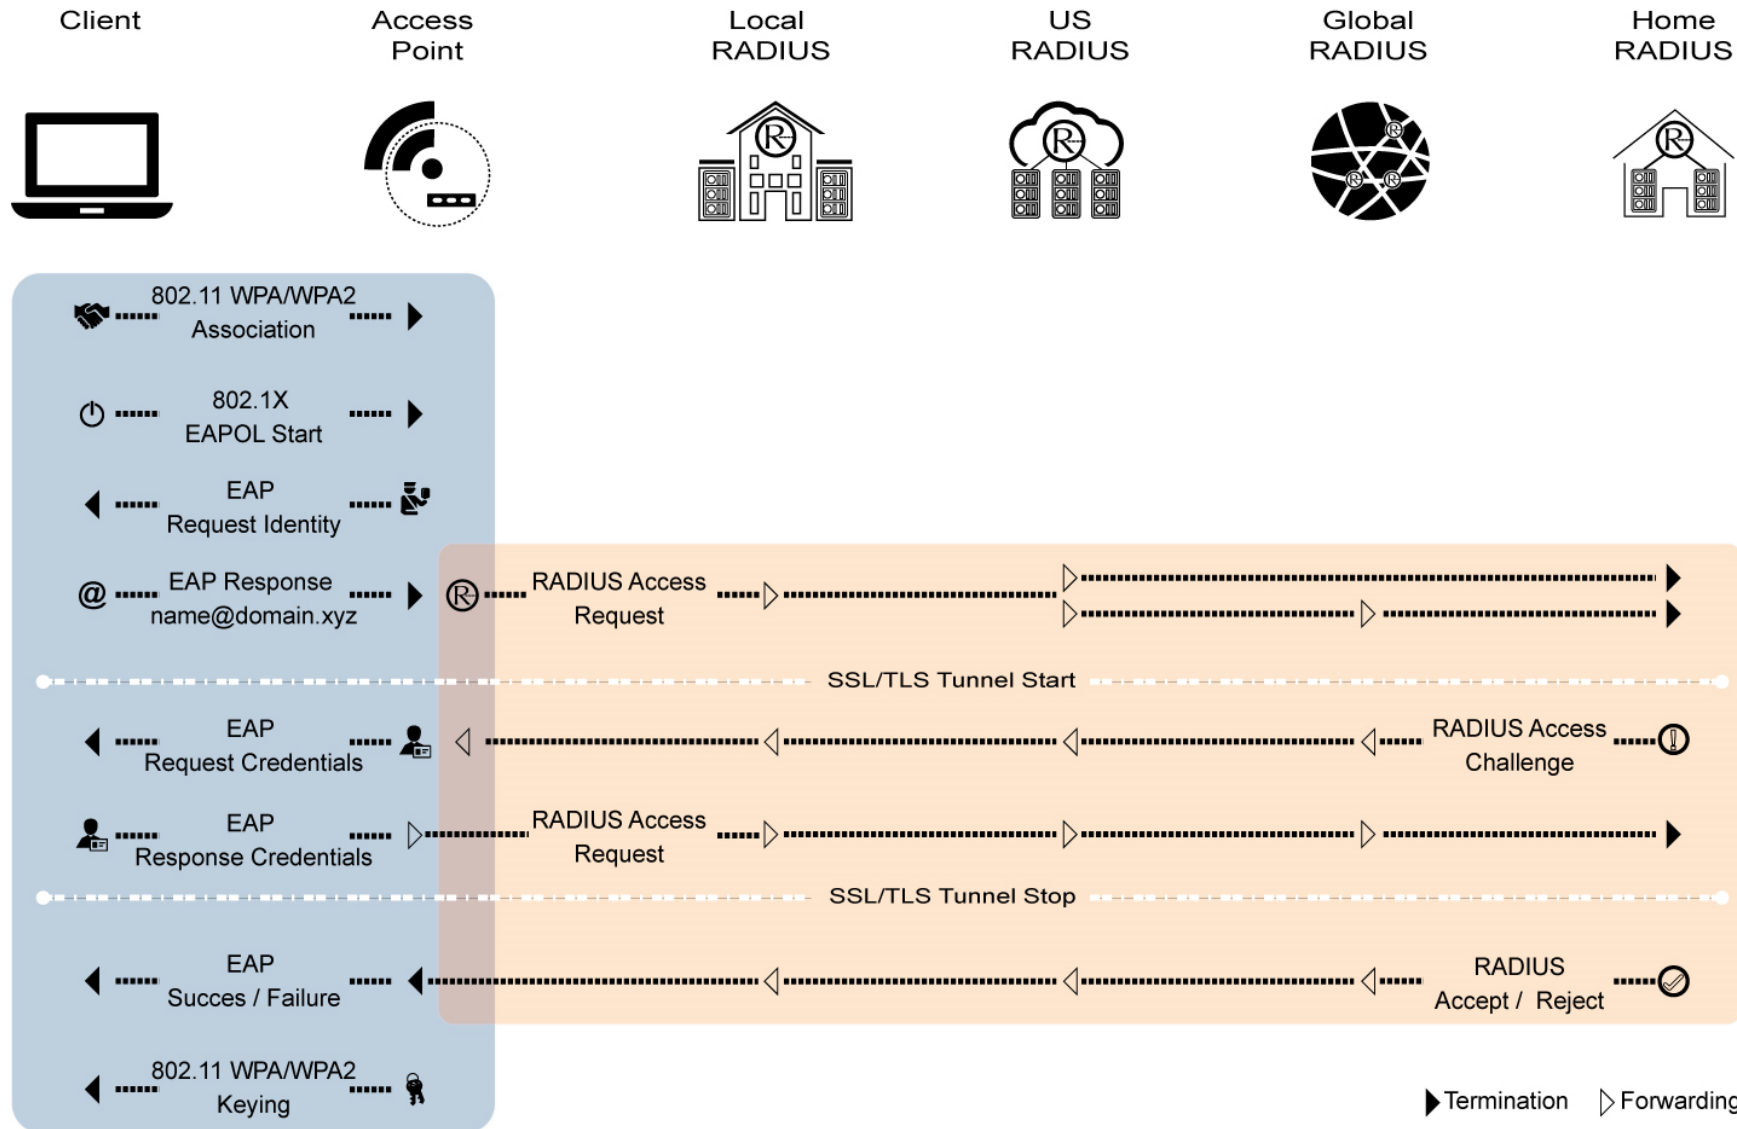 Client
Access
Point
Local
RADIUS
US
RADIUS
Global
RADIUS
Home
RADIUS
802.11 WPA/WPA2
Association
802.1X
EAPOL Start
EAP
Request Identity
@
EAP Response
name@domain.xyz
R
RADIUS Access
Request
SSL/TLS Tunnel Start
EAP
Request Credentials
RADIUS Access
Challenge
EAP
Response Credentials
RADIUS Access
Request
SSL/TLS Tunnel Stop
EAP
Succes / Failure
RADIUS
Accept / Reject
802.11 WPA/WPA2
Keying
Termination
Forwarding